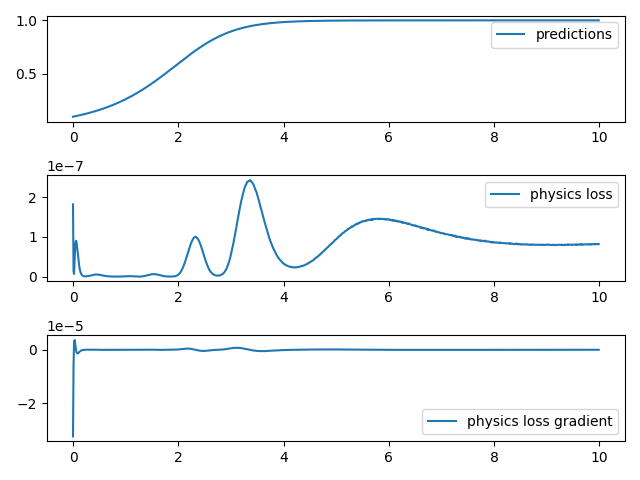 1.0
0.5
predictions
0 2 4 6 8 10
1e−7
2
1
0
physics loss
0 2 4 6 8 10
1e−5
0
−2
physics loss gradient
0 2 4 6 8 10